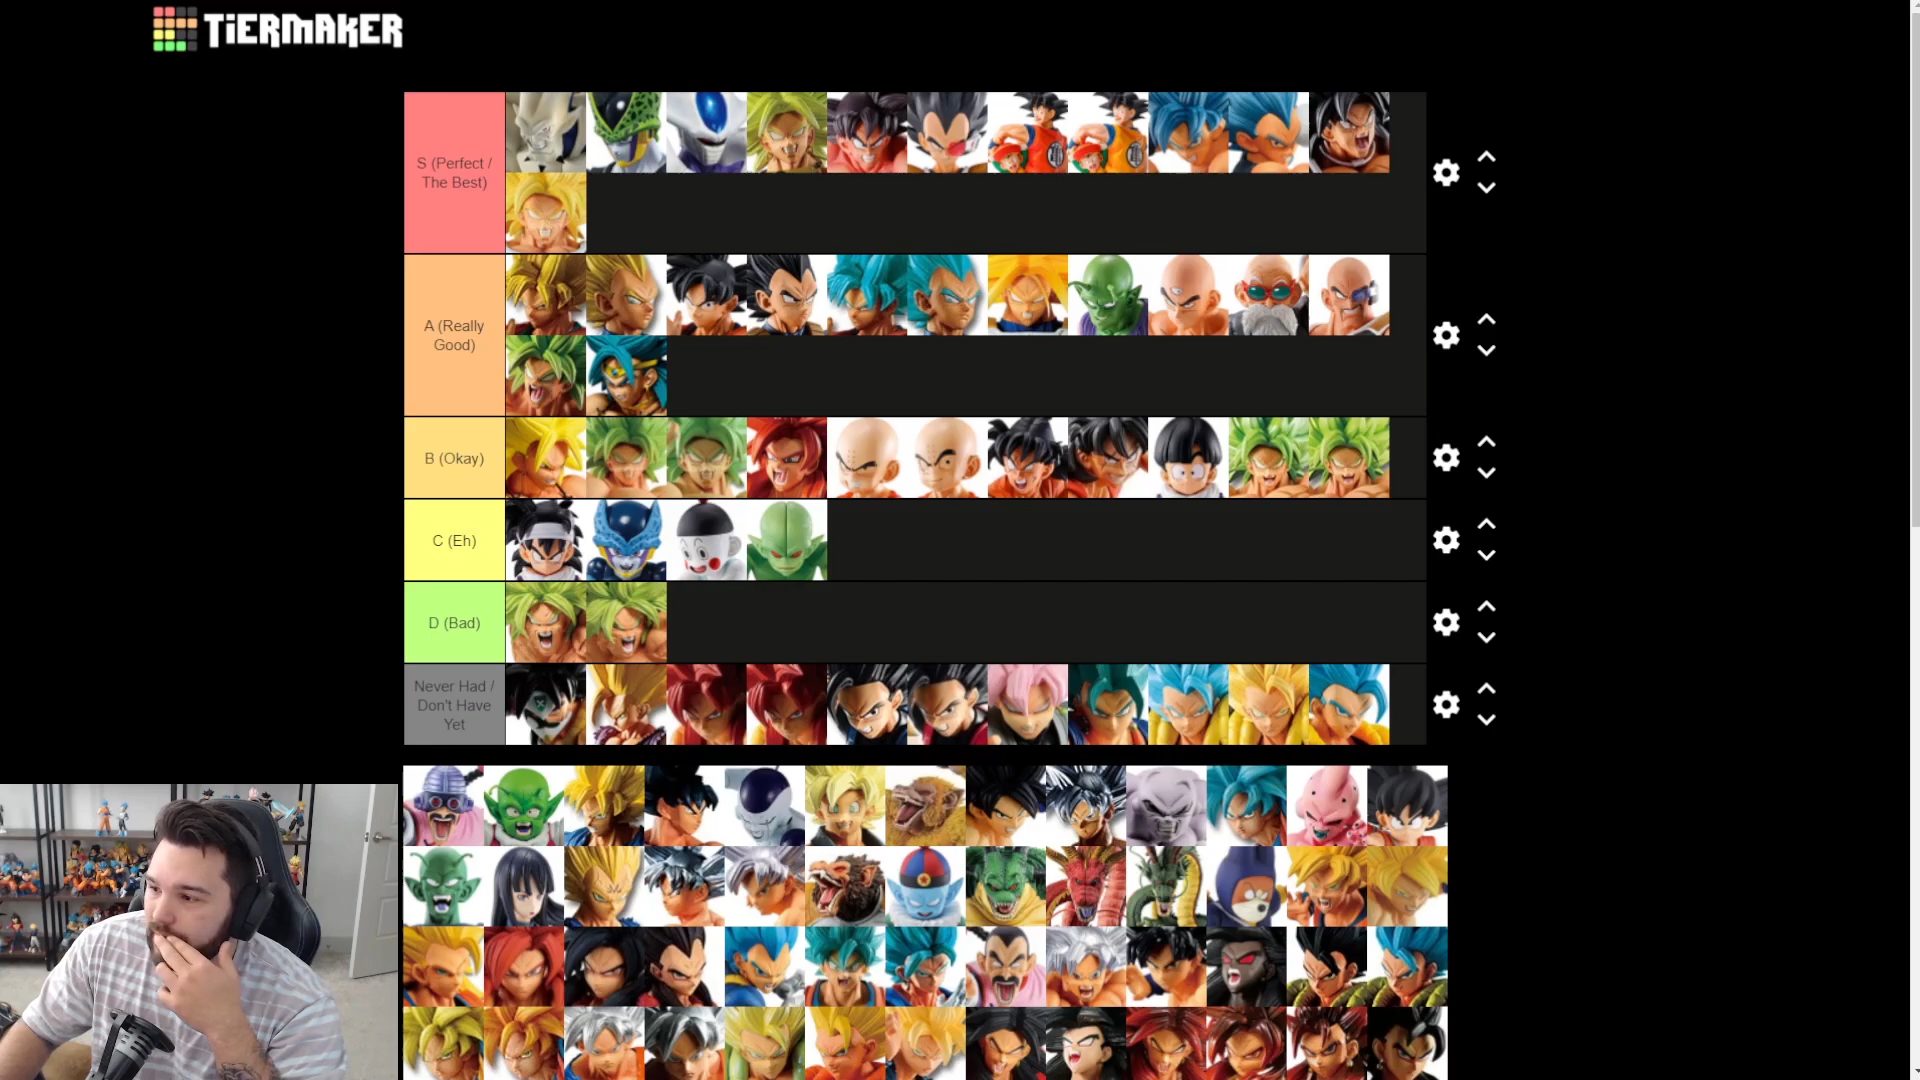 TiERMAKER
S (Perfect /
The Best)
A (Really
Good)
B (Okay)
C (Eh)
D (Bad)
Never Had /
Don't Have
Yet